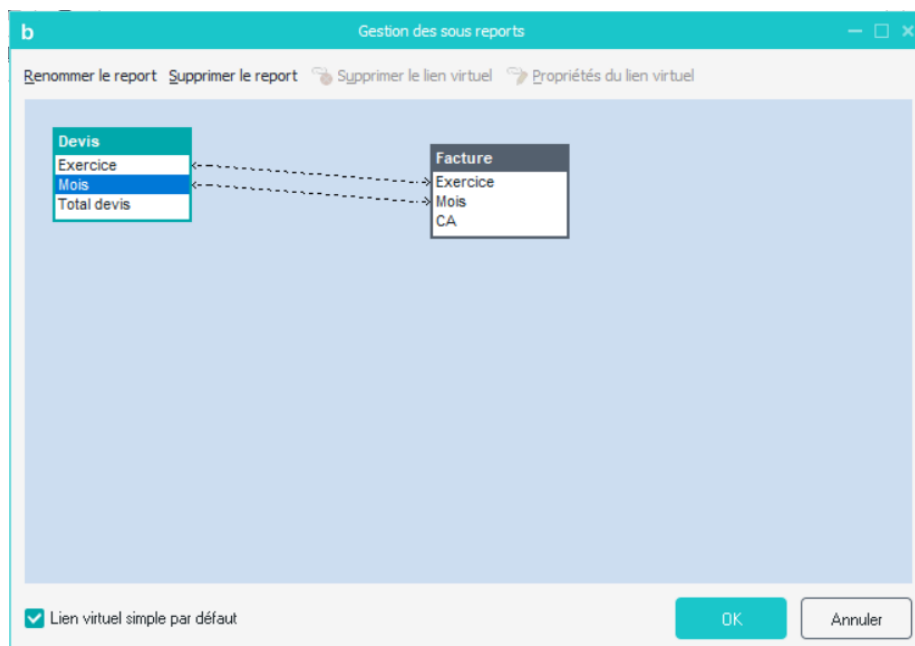 b Gestion des sous reports
Renommer le report Supprimer le report Supprimer le lien virtuel Propriétés du lien virtuel
Devis
Exercice
Mois
Total devis
Facture
Exercice
Mois
CA
Lien virtuel simple par défaut
OK
Annuler